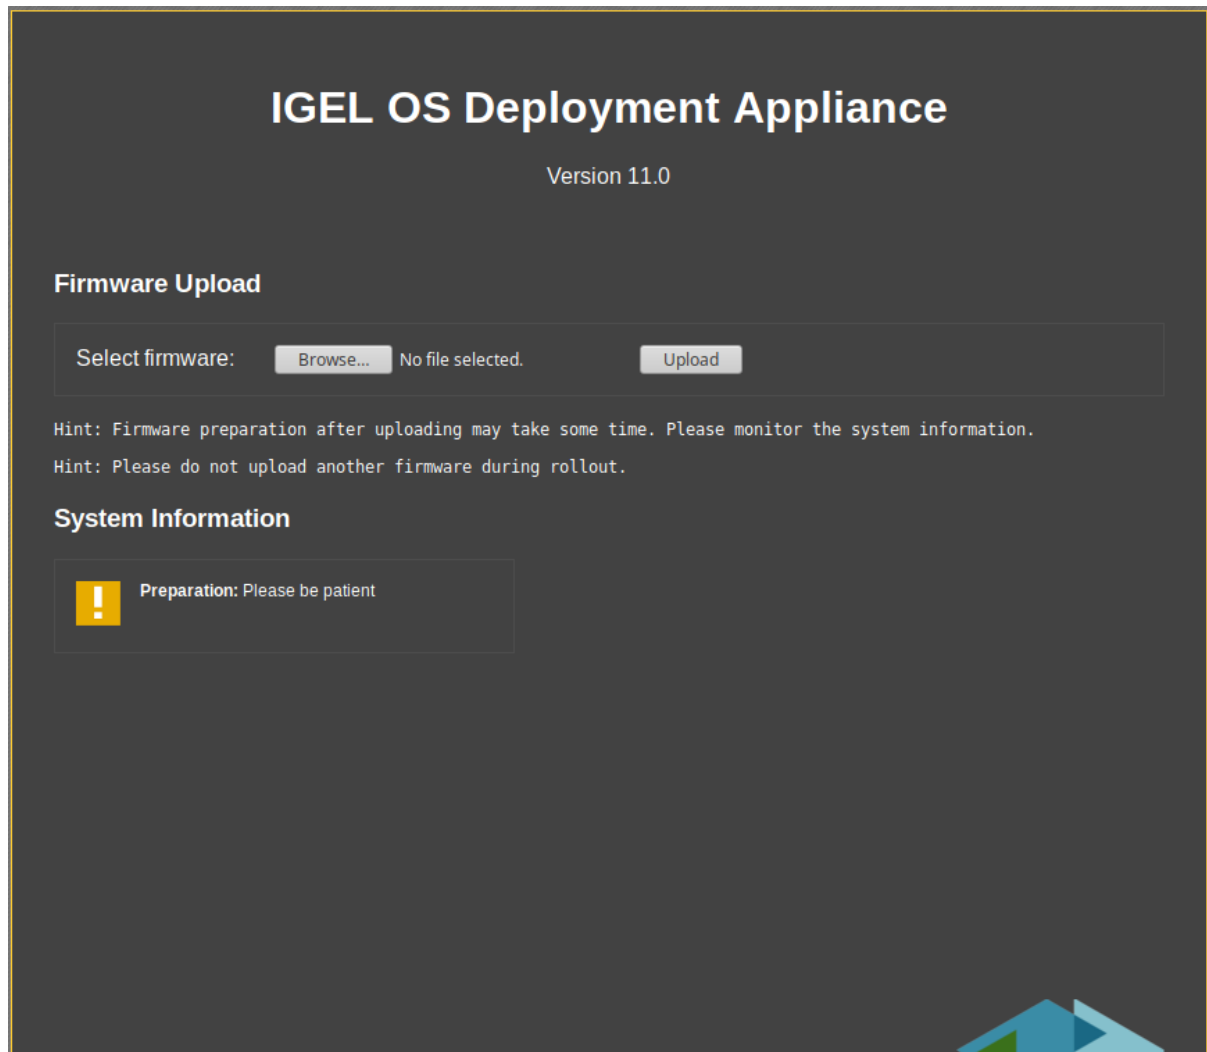 IGEL OS Deployment Appliance
Version 11.0
Firmware Upload
Select firmware: Browse... No file selected. Upload
Hint: Firmware preparation after uploading may take some time. Please monitor the system information.
Hint: Please do not upload another firmware during rollout.
System Information
Preparation: Please be patient